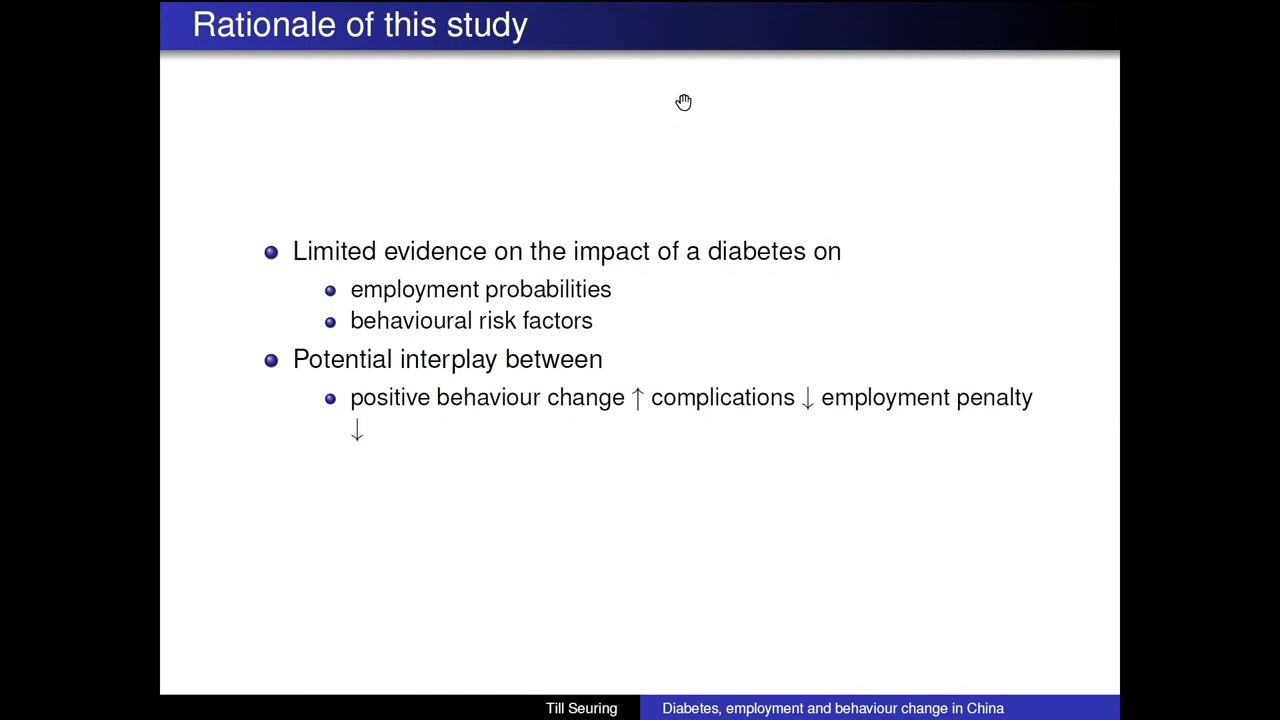 Rationale of this study
Limited evidence on the impact of a diabetes on
employment probabilities
behavioural risk factors
Potential interplay between
positive behaviour change ↑ complications ↓ employment penalty
↓
Till Seuring
Diabetes, employment and behaviour change in China